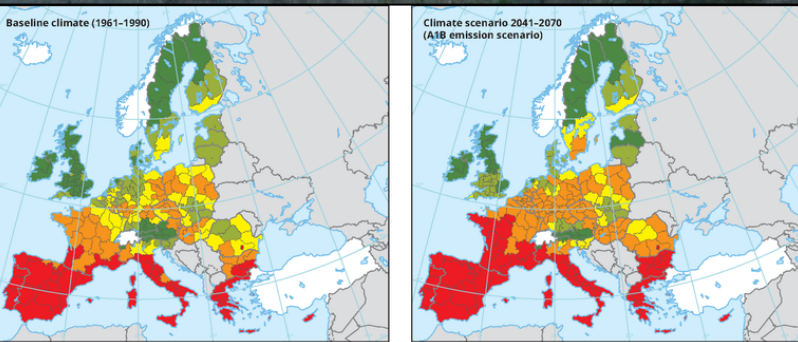 Baseline climate (1961–1990)
Climate scenario 2041–2070
(A1B emission scenario)